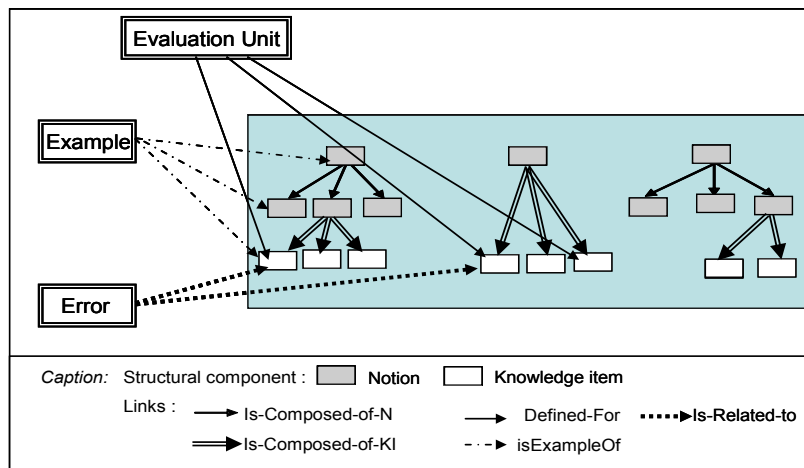 Evaluation Unit
Example
Error
Caption: Structural component : Notion Knowledge item
Links : Is-Composed-of-N Defined-For Is-Related-to
Is-Composed-of-KI isExampleOf